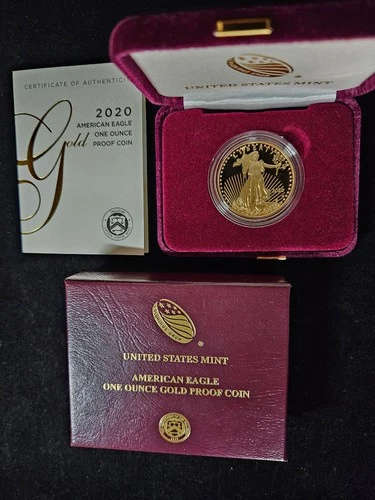 CERTIFICATE OF AUTHENTICITY
2020
AMERICAN EAGLE
ONE OUNCE
PROOF COIN
Gold
UNITED STATES MINT
LIBERTY
UNITED STATES MINT
AMERICAN EAGLE
ONE OUNCE GOLD PROOF COIN